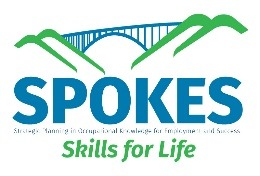 SPOKES
Strategic Planning in Occupational Knowledge for Employment and Success
Skills for Life